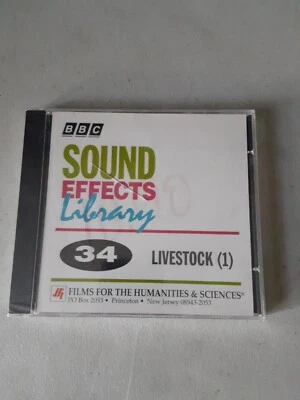 BBC
SOUND
EFFECTS
Library
34 LIVESTOCK (1)
FILMS FOR THE HUMANITIES & SCIENCES®
PO Box 2053 • Princeton • New Jersey 08543-2053